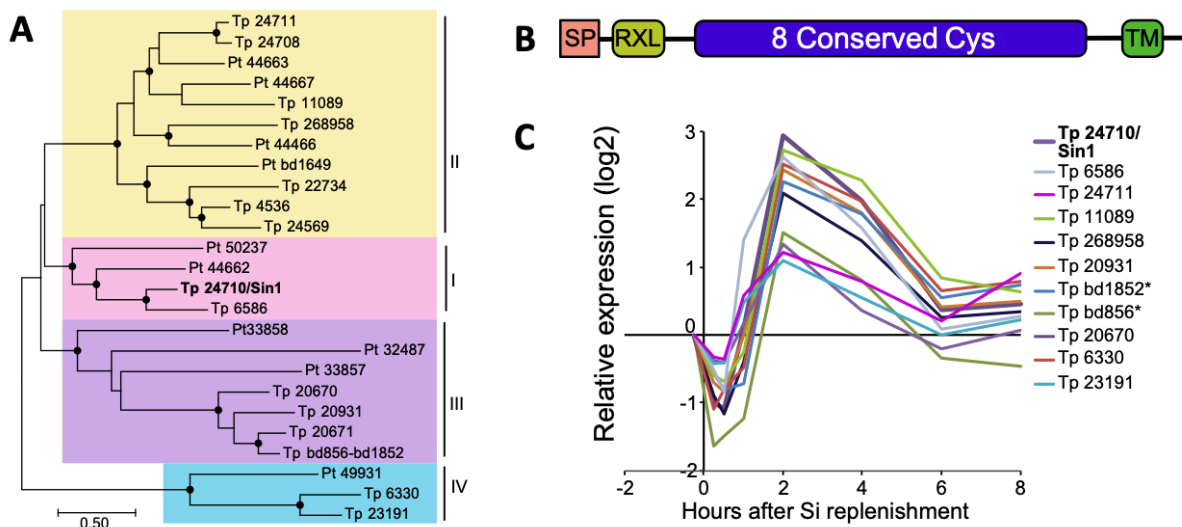 A
Tp 24711
Tp 24708
Pt 44663
Pt 44667
Tp 11089
Tp 268958
Pt 44466
Pt bd1649
Tp 22734
Tp 4536
Tp 24569
II
Pt 50237
Pt 44662
Tp 24710/Sin1
Tp 6586
I
Pt33858
Pt 32487
Pt 33857
Tp 20670
Tp 20931
Tp 20671
Tp bd856-bd1852
III
Pt 49931
Tp 6330
Tp 23191
IV
0.50
B
SP
RXL
8 Conserved Cys
TM
C
Relative expression (log2)
3
2
1
0
-1
-2
-2
0
2
4
6
8
Hours after Si replenishment
Tp 24710/
Sin1
Tp 6586
Tp 24711
Tp 11089
Tp 268958
Tp 20931
Tp bd1852*
Tp bd856*
Tp 20670
Tp 6330
Tp 23191